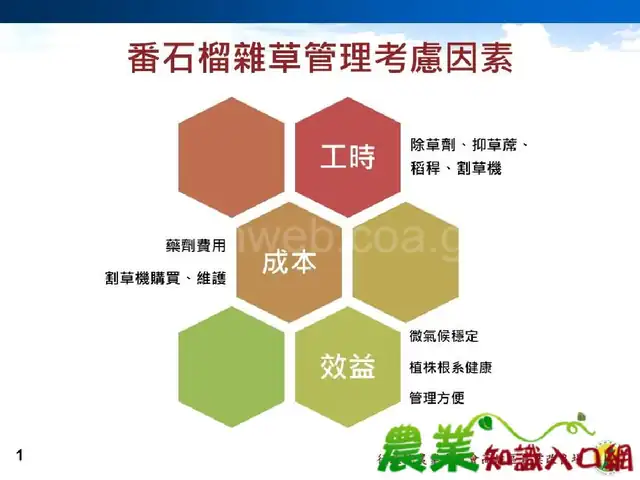 番石榴雜草管理考慮因素
工時
除草劑、抑草蓆、
稻稈、割草機
藥劑費用
成本
割草機購買、維護
效益
微氣候穩定
植株根系健康
管理方便
1
農業知識入口網